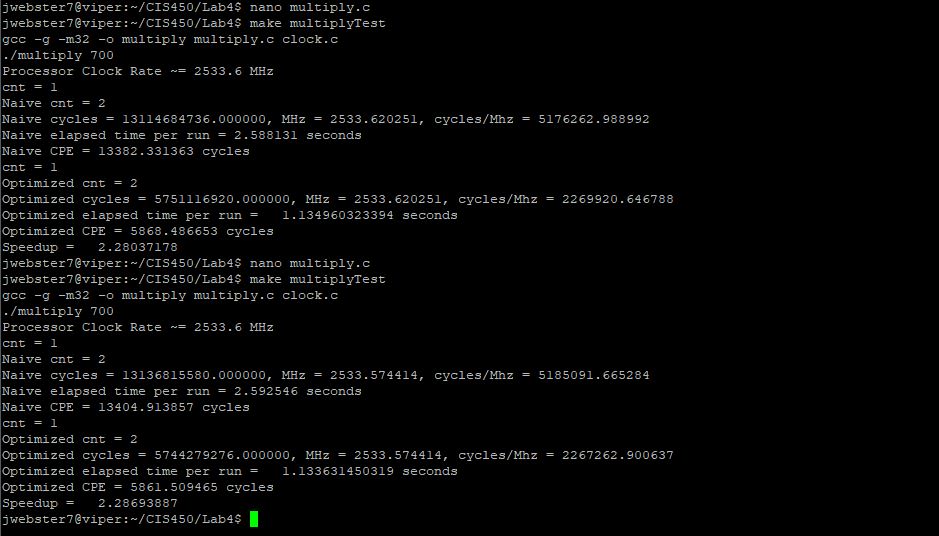 jwebster7@viper:~/CIS450/Lab4$ nano multiply.c
jwebster7@viper:~/CIS450/Lab4$ make multiplyTest
gcc -g -m32 -o multiply multiply.c clock.c
./multiply 700
Processor Clock Rate ~= 2533.6 MHz
cnt = 1
Naive cnt = 2
Naive cycles = 13114684736.000000, MHz = 2533.620251, cycles/Mhz = 5176262.988992
Naive elapsed time per run = 2.588131 seconds
Naive CPE = 13382.331363 cycles
cnt = 1
Optimized cnt = 2
Optimized cycles = 5751116920.000000, MHz = 2533.620251, cycles/Mhz = 2269920.646788
Optimized elapsed time per run =   1.134960323394 seconds
Optimized CPE = 5868.486653 cycles
Speedup =   2.28037178
jwebster7@viper:~/CIS450/Lab4$ nano multiply.c
jwebster7@viper:~/CIS450/Lab4$ make multiplyTest
gcc -g -m32 -o multiply multiply.c clock.c
./multiply 700
Processor Clock Rate ~= 2533.6 MHz
cnt = 1
Naive cnt = 2
Naive cycles = 13136815580.000000, MHz = 2533.574414, cycles/Mhz = 5185091.665284
Naive elapsed time per run = 2.592546 seconds
Naive CPE = 13404.913857 cycles
cnt = 1
Optimized cnt = 2
Optimized cycles = 5744279276.000000, MHz = 2533.574414, cycles/Mhz = 2267262.900637
Optimized elapsed time per run =   1.133631450319 seconds
Optimized CPE = 5861.509465 cycles
Speedup =   2.28693887
jwebster7@viper:~/CIS450/Lab4$